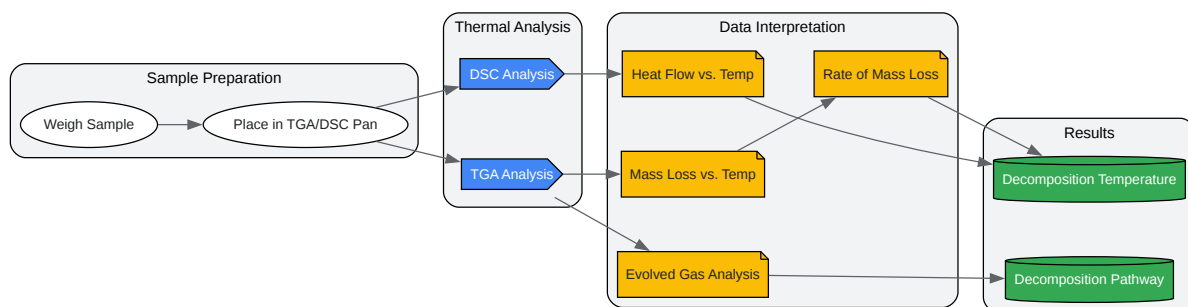 Sample Preparation
Weigh Sample
Place in TGA/DSC Pan
Thermal Analysis
DSC Analysis
TGA Analysis
Data Interpretation
Heat Flow vs. Temp
Rate of Mass Loss
Mass Loss vs. Temp
Evolved Gas Analysis
Results
Decomposition Temperature
Decomposition Pathway